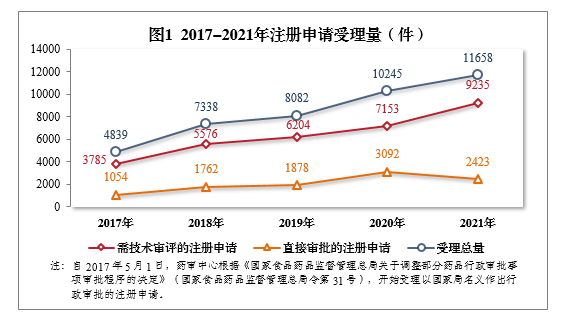 图1 2017-2021年注册申请受理量（件）
14000
12000
10000
8000
6000
4000
2000
0
4839
7338
8082
10245
11658
3785
5576
6204
7153
9235
1054
1762
1878
3092
2423
2017年
2018年
2019年
2020年
2021年
需技术审评的注册申请
直接审批的注册申请
受理总量
注：自2017年5月1日，药审中心根据《国家食品药品监督管理总局关于调整部分药品行政审批事
项审批程序的决定》（国家食品药品监督管理总局令第31号），开始受理以国家局名义作出行
政审批的注册申请。